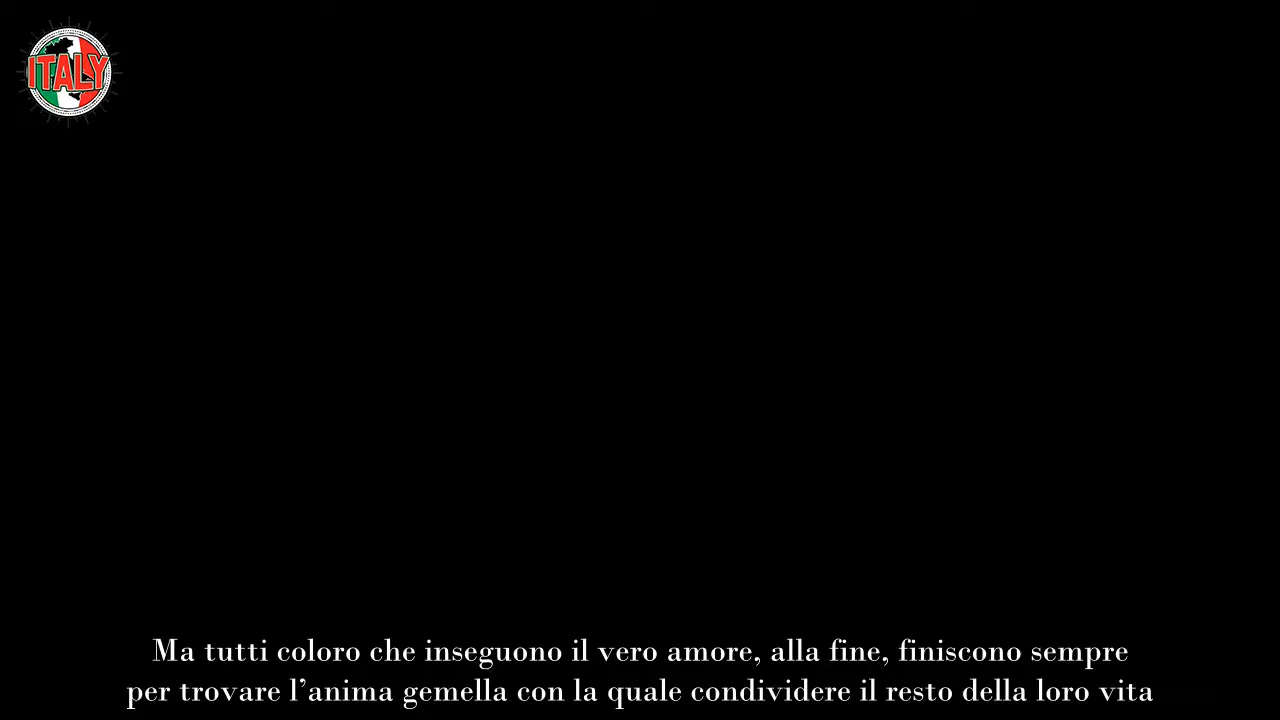 ITALY
Ma tutti coloro che inseguono il vero amore, alla fine, finiscono sempre
per trovare l’anima gemella con la quale condividere il resto della loro vita